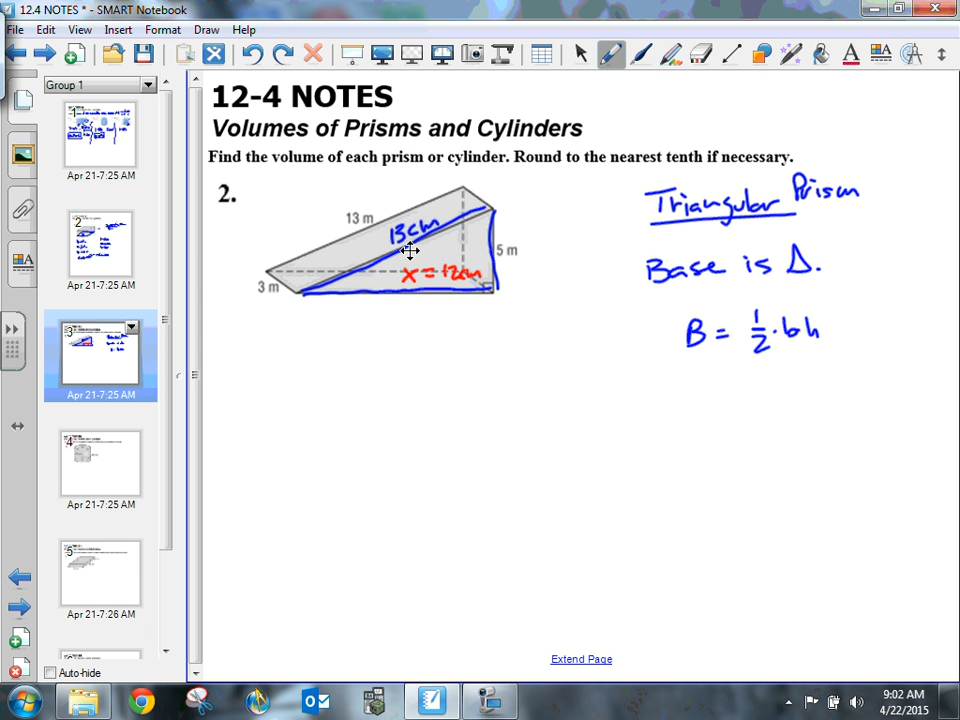 12.4 NOTES * - SMART Notebook
File Edit View Insert Format Draw Help
Group 1
Apr 21-7:25 AM
Apr 21-7:25 AM
Apr 21-7:25 AM
Apr 21-7:25 AM
Apr 21-7:26 AM
Auto-hide
12-4 NOTES
Volumes of Prisms and Cylinders
Find the volume of each prism or cylinder. Round to the nearest tenth if necessary.
2.
13 m
13cm
5 m
x = 12cm
3 m
Triangular Prism
Base is Δ.
B = 1/2 · bh
Extend Page
9:02 AM
4/22/2015